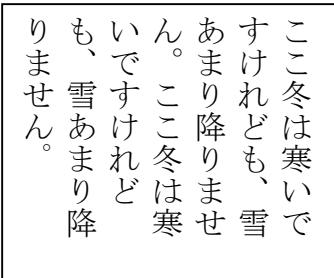 ここ冬は寒いで
すけれども、雪
あまり降りませ
ん。ここ冬は寒
いですけれど
も、雪あまり降
りません。